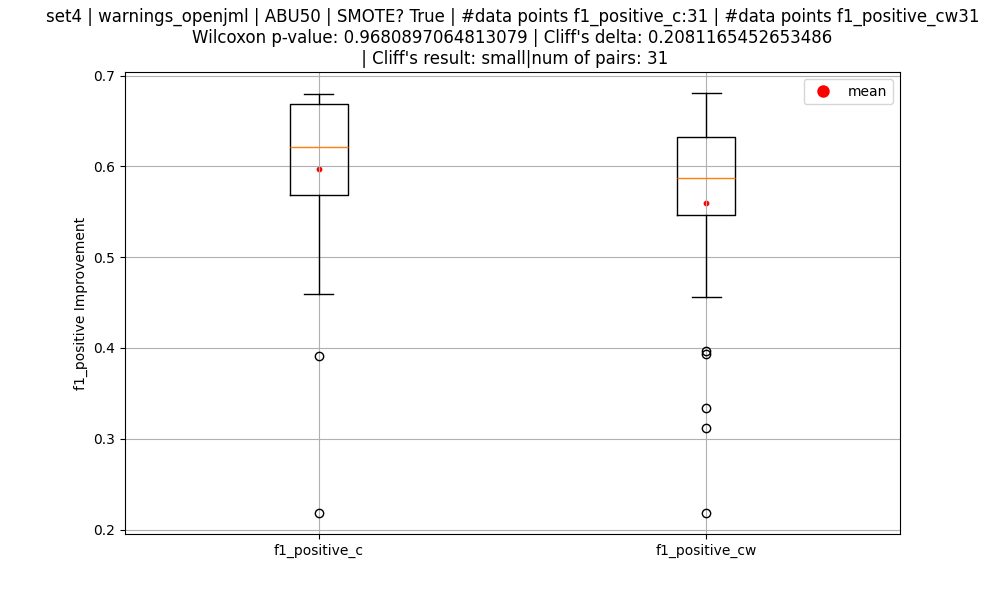 set4 | warnings_openjml | ABU50 | SMOTE? True | #data points f1_positive_c:31 | #data points f1_positive_cw31
Wilcoxon p-value: 0.9680897064813079 | Cliff's delta: 0.2081165452653486
| Cliff's result: small|num of pairs: 31
mean
0.7
0.6
0.5
0.4
0.3
0.2
f1_positive Improvement
f1_positive_c
f1_positive_cw